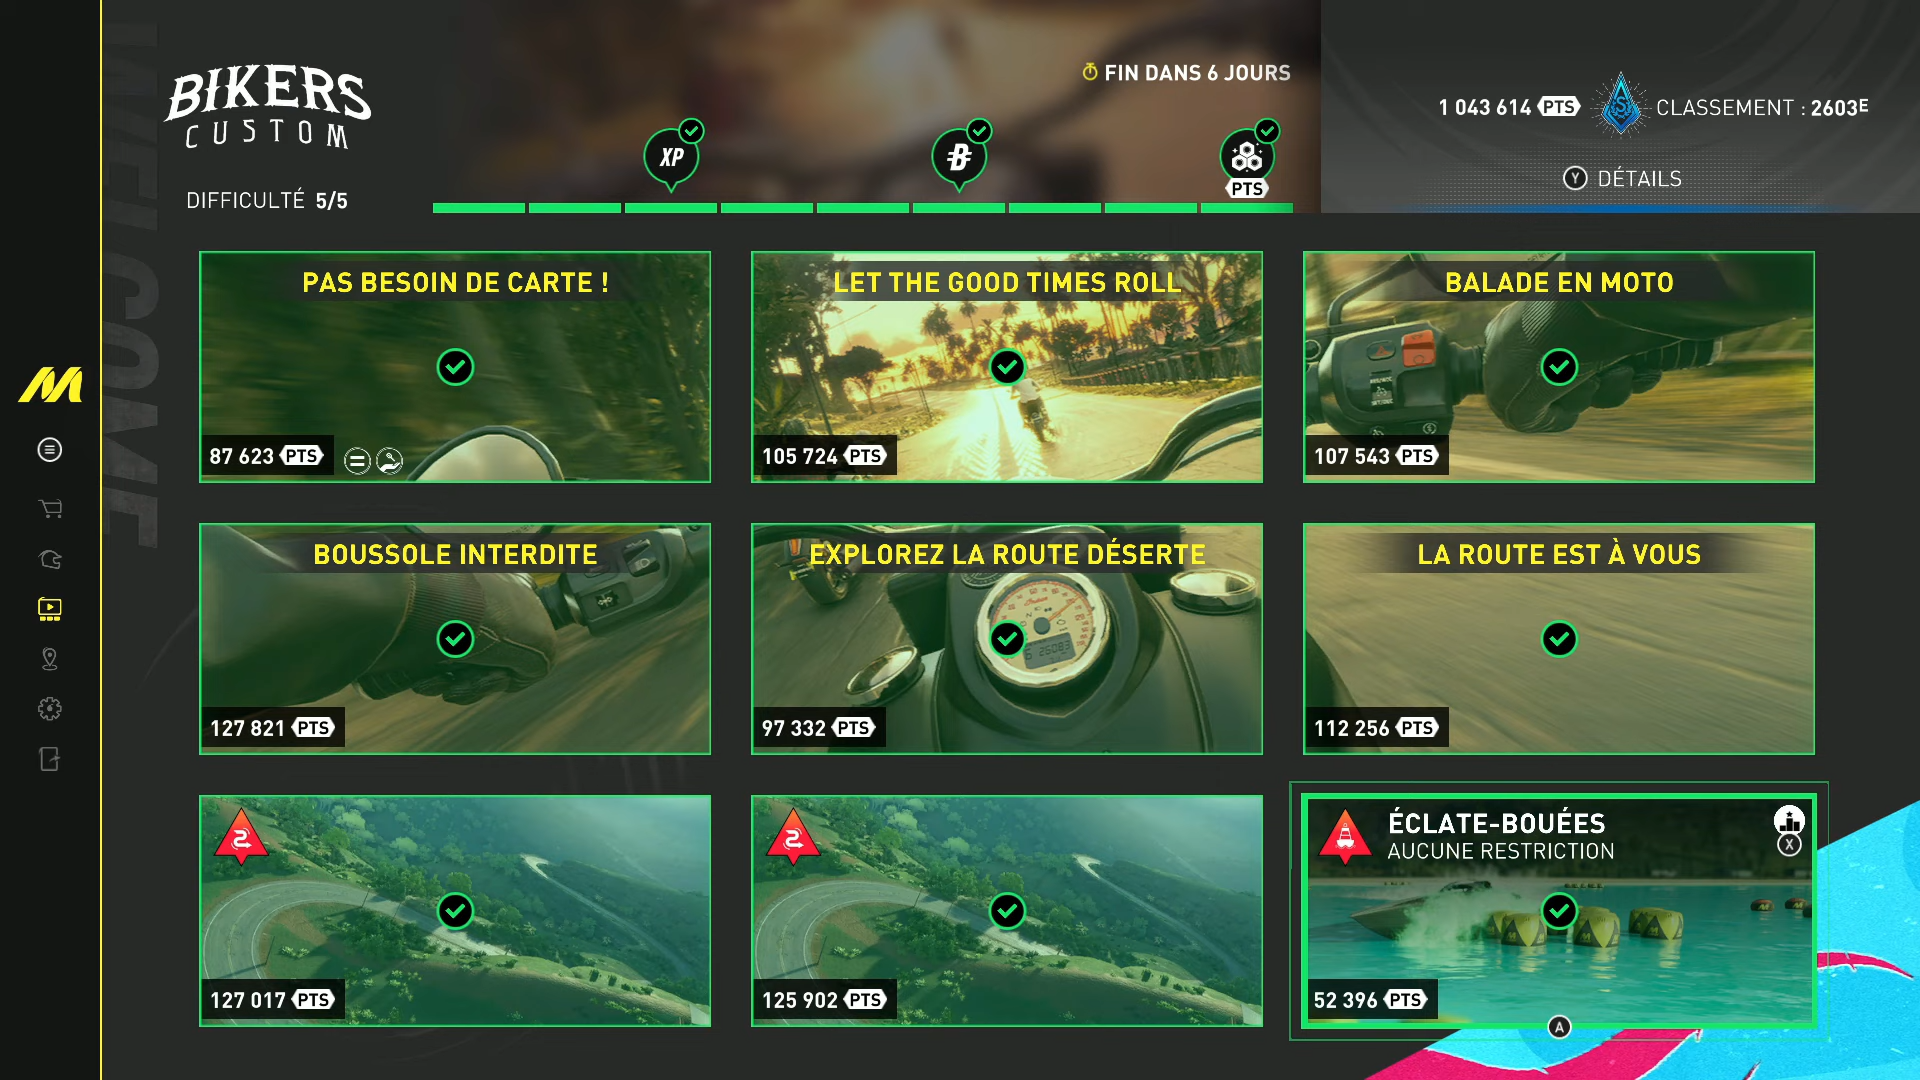 WELCOME
BIKERS
CUSTOM
DIFFICULTÉ 5/5
FIN DANS 6 JOURS
XP
PTS
1 043 614 PTS
CLASSEMENT : 2603E
Y DÉTAILS
PAS BESOIN DE CARTE !
87 623 PTS
LET THE GOOD TIMES ROLL
105 724 PTS
BALADE EN MOTO
107 543 PTS
BOUSSOLE INTERDITE
127 821 PTS
EXPLOREZ LA ROUTE DÉSERTE
97 332 PTS
LA ROUTE EST À VOUS
112 256 PTS
127 017 PTS
125 902 PTS
ÉCLATE-BOUÉES
AUCUNE RESTRICTION
X
52 396 PTS
A